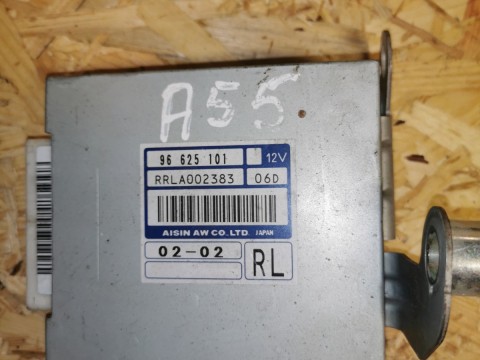 A55
96 625 101 12V
RRLA002383 06D
AISIN AW CO.,LTD. JAPAN
02-02
RL